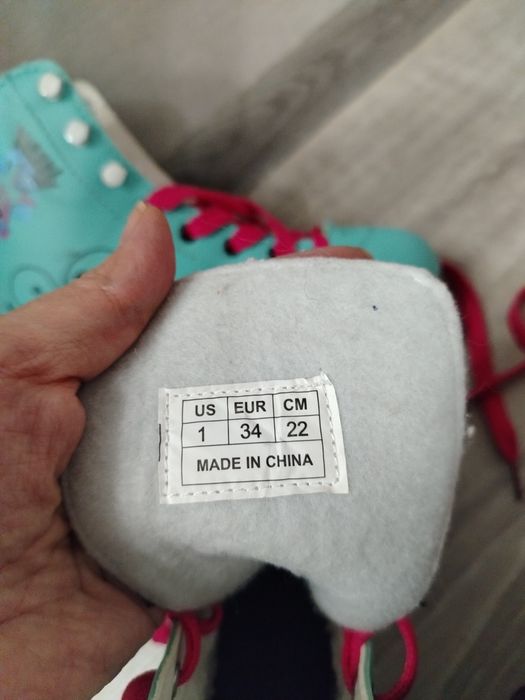 US EUR CM
1 34 22
MADE IN CHINA